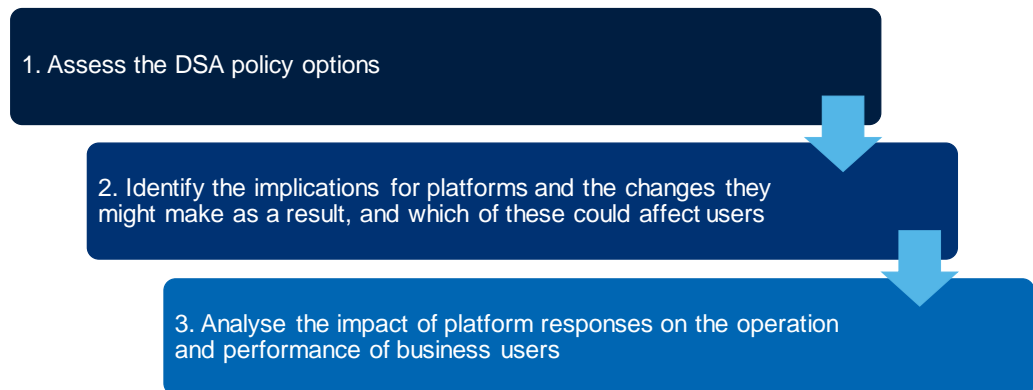 1. Assess the DSA policy options
2. Identify the implications for platforms and the changes they
might make as a result, and which of these could affect users
3. Analyse the impact of platform responses on the operation
and performance of business users